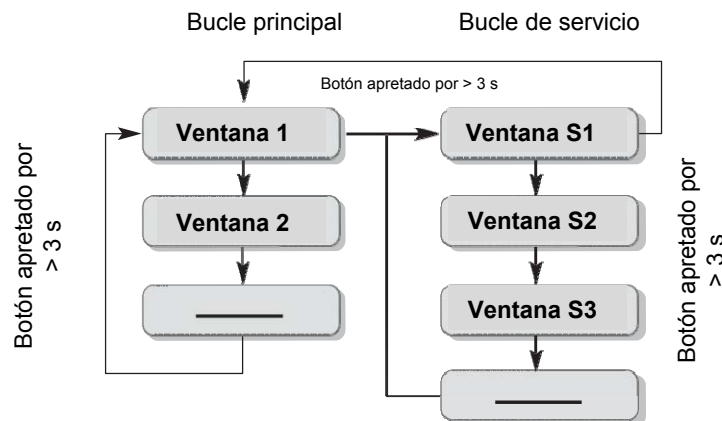 Bucle principal
Bucle de servicio
Botón apretado por > 3 s
Ventana 1
Ventana S1
Botón apretado por
> 3 s
Ventana 2
Ventana S2
Ventana S3
Botón apretado por
> 3 s